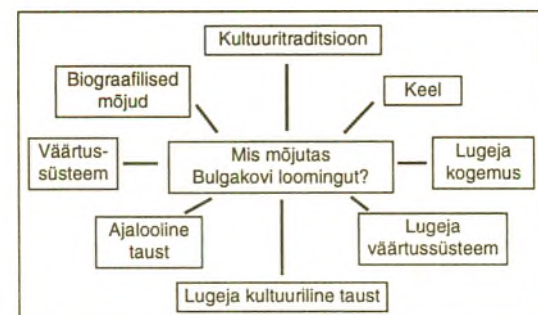 Kultuuritraditsioon
Biograafilised
mõjud
Keel
Väärtus-
süsteem
Mis mõjutas
Bulgakovi loomingut?
Lugeja
kogemus
Ajalooline
taust
Lugeja
väärtussüsteem
Lugeja kultuuriline taust